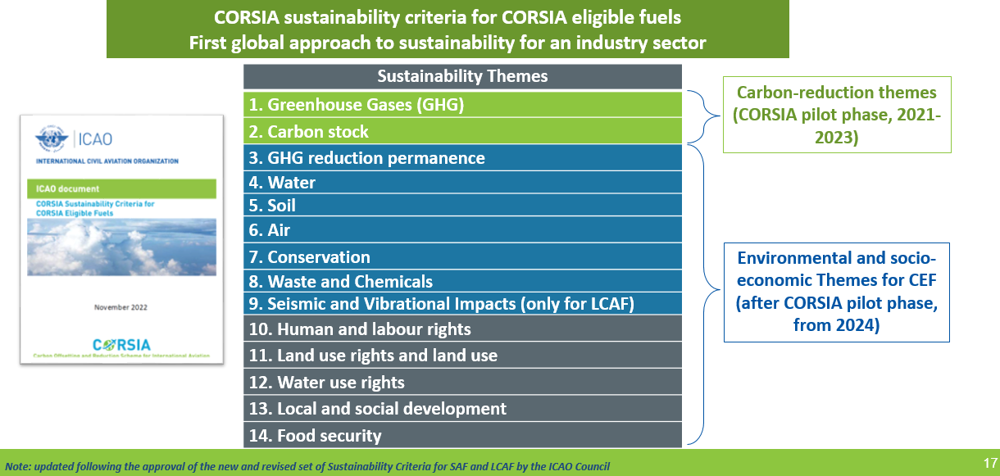 CORSIA sustainability criteria for CORSIA eligible fuels
First global approach to sustainability for an industry sector
Sustainability Themes
1. Greenhouse Gases (GHG)
2. Carbon stock
3. GHG reduction permanence
4. Water
5. Soil
6. Air
7. Conservation
8. Waste and Chemicals
9. Seismic and Vibrational Impacts (only for LCAF)
10. Human and labour rights
11. Land use rights and land use
12. Water use rights
13. Local and social development
14. Food security
Carbon-reduction themes
(CORSIA pilot phase, 2021-
2023)
Environmental and socio-
economic Themes for CEF
(after CORSIA pilot phase,
from 2024)
ICAO
INTERNATIONAL CIVIL AVIATION ORGANIZATION
ICAO document
CORSIA Sustainability Criteria for
CORSIA Eligible Fuels
November 2022
CORSIA
Carbon Offsetting and Reduction Scheme for International Aviation
Note: updated following the approval of the new and revised set of Sustainability Criteria for SAF and LCAF by the ICAO Council
17